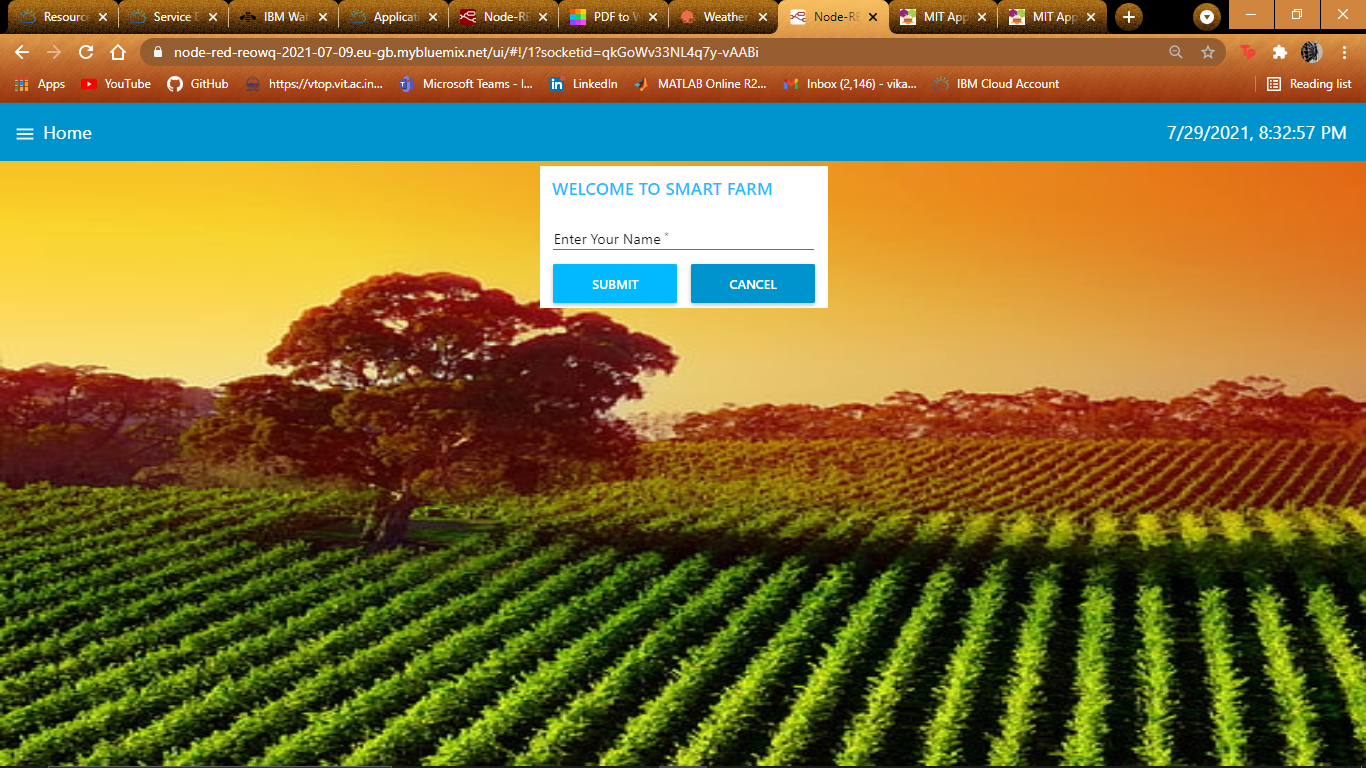 Resource
Service D
IBM Wat
Applicati
Node-RE
PDF to W
Weather
Node-RE
MIT App
MIT App
node-red-reowq-2021-07-09.eu-gb.mybluemix.net/ui/#!/1?socketid=qkGoWv33NL4q7y-vAABi
Apps
YouTube
GitHub
https://vtop.vit.ac.in...
Microsoft Teams - I...
LinkedIn
MATLAB Online R2...
Inbox (2,146) - vika...
IBM Cloud Account
Reading list
Home
7/29/2021, 8:32:57 PM
WELCOME TO SMART FARM
Enter Your Name *
SUBMIT
CANCEL